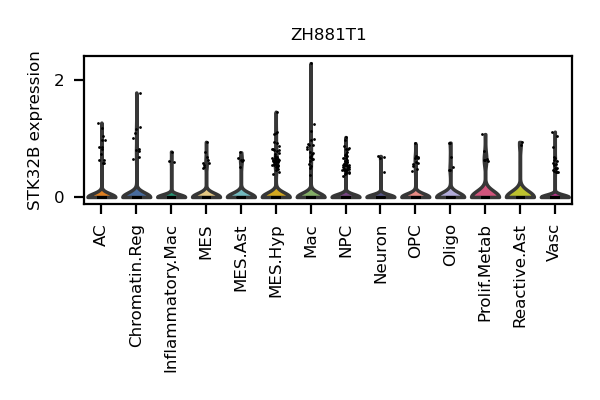 ZH881T1
STK32B expression
2
0
AC
Chromatin.Reg
Inflammatory.Mac
MES
MES.Ast
MES.Hyp
Mac
NPC
Neuron
OPC
Oligo
Prolif.Metab
Reactive.Ast
Vasc